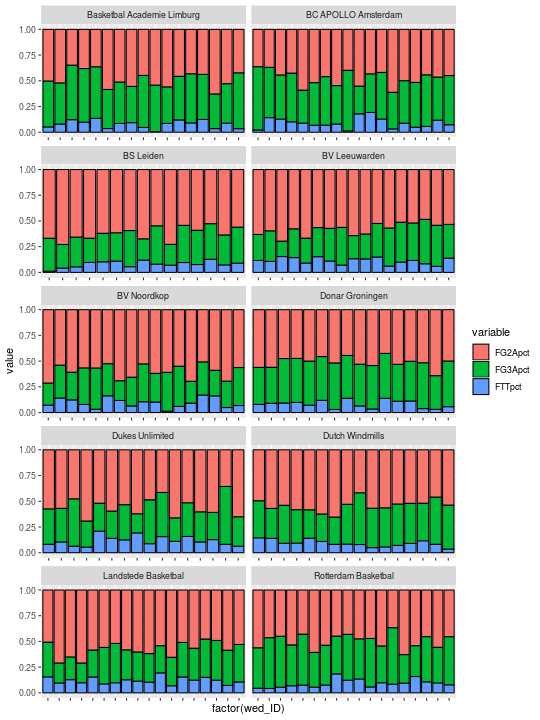 Basketbal Academie Limburg
BC APOLLO Amsterdam
1.00
0.75
0.50
0.25
0.00
BS Leiden
BV Leeuwarden
1.00
0.75
0.50
0.25
0.00
BV Noordkop
Donar Groningen
1.00
0.75
0.50
0.25
0.00
Dukes Unlimited
Dutch Windmills
1.00
0.75
0.50
0.25
0.00
Landstede Basketbal
Rotterdam Basketbal
1.00
0.75
0.50
0.25
0.00
value
factor(wed_ID)
variable
FG2Apct
FG3Apct
FTTpct